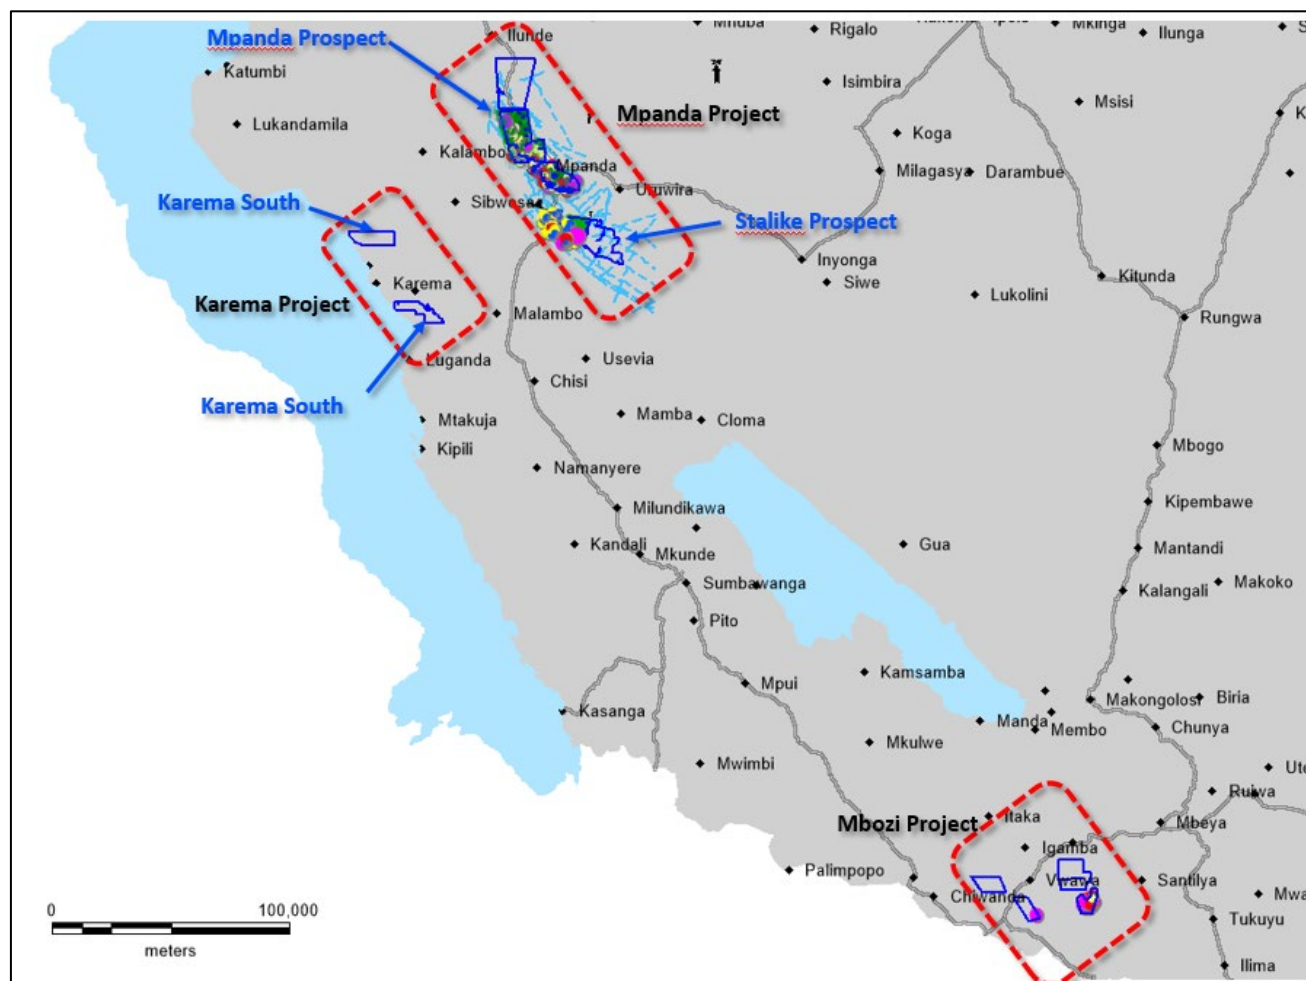 Mnuba
Rigalo
Mkinga
Ilunga
Ilunde
Mpanda Prospect
Katumbi
Isimbira
Msisi
Mpanda Project
Lukandamila
Koga
Kalambo
Mpanda
Milagasya
Darambue
Uruwira
Karema South
Sibwesa
Stalike Prospect
Inyonga
Siwe
Kitunda
Karema
Lukolini
Karema Project
Malambo
Rungwa
Luganda
Usevia
Chisi
Karema South
Mtakuja
Mamba
Cloma
Kipili
Mbogo
Namanyere
Kipembawe
Milundikawa
Kandali
Mkunde
Gua
Mantandi
Sumbawanga
Kalangali
Makoko
Pito
Kamsamba
Mpui
Makongolosi
Biria
Kasanga
Manda
Membo
Chunya
Mkulwe
Mwimbi
Ute
Ruiwa
Mbozi Project
Itaka
Mbeya
Igamba
Palimpopo
Vwawa
Santilya
Chiwanda
Mwa
Tukuyu
0
100,000
meters
Ilima